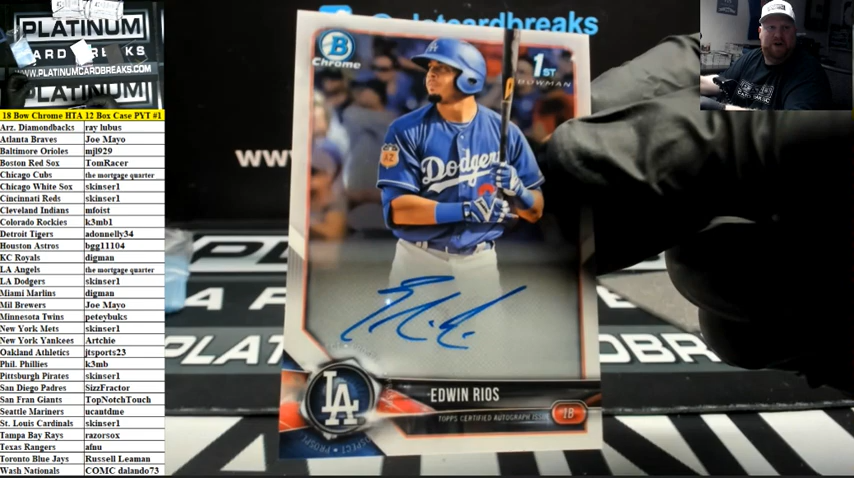 PLATINUM
CARD BREAKS
WWW.PLATINUMCARDBREAKS.COM
PLATINUM
18 Bow Chrome HTA 12 Box Case PYT #1
Arz. Diamondbacks ray lubus
Atlanta Braves Joe Mayo
Baltimore Orioles mjl929
Boston Red Sox TomRacer
Chicago Cubs the mortgage quarter
Chicago White Sox skinser1
Cincinnati Reds skinser1
Cleveland Indians mfoist
Colorado Rockies k3mb1
Detroit Tigers adonnelly34
Houston Astros bgg11104
KC Royals digman
LA Angels the mortgage quarter
LA Dodgers skinser1
Miami Marlins digman
Mil Brewers Joe Mayo
Minnesota Twins peteybuks
New York Mets skinser1
New York Yankees Artchie
Oakland Athletics jtsports23
Phil. Phillies k3mb
Pittsburgh Pirates skinser1
San Diego Padres SizzFractor
San Fran Giants TopNotchTouch
Seattle Mariners ucantdme
St. Louis Cardinals skinser1
Tampa Bay Rays razorsox
Texas Rangers afnu
Toronto Blue Jays Russell Leaman
Wash Nationals COMC dalando73
cardbreaks
www
B
Chrome
1ST
BOWMAN
Dodgers
LA
EDWIN RIOS
TOPPS CERTIFIED AUTOGRAPH ISSUE
1B